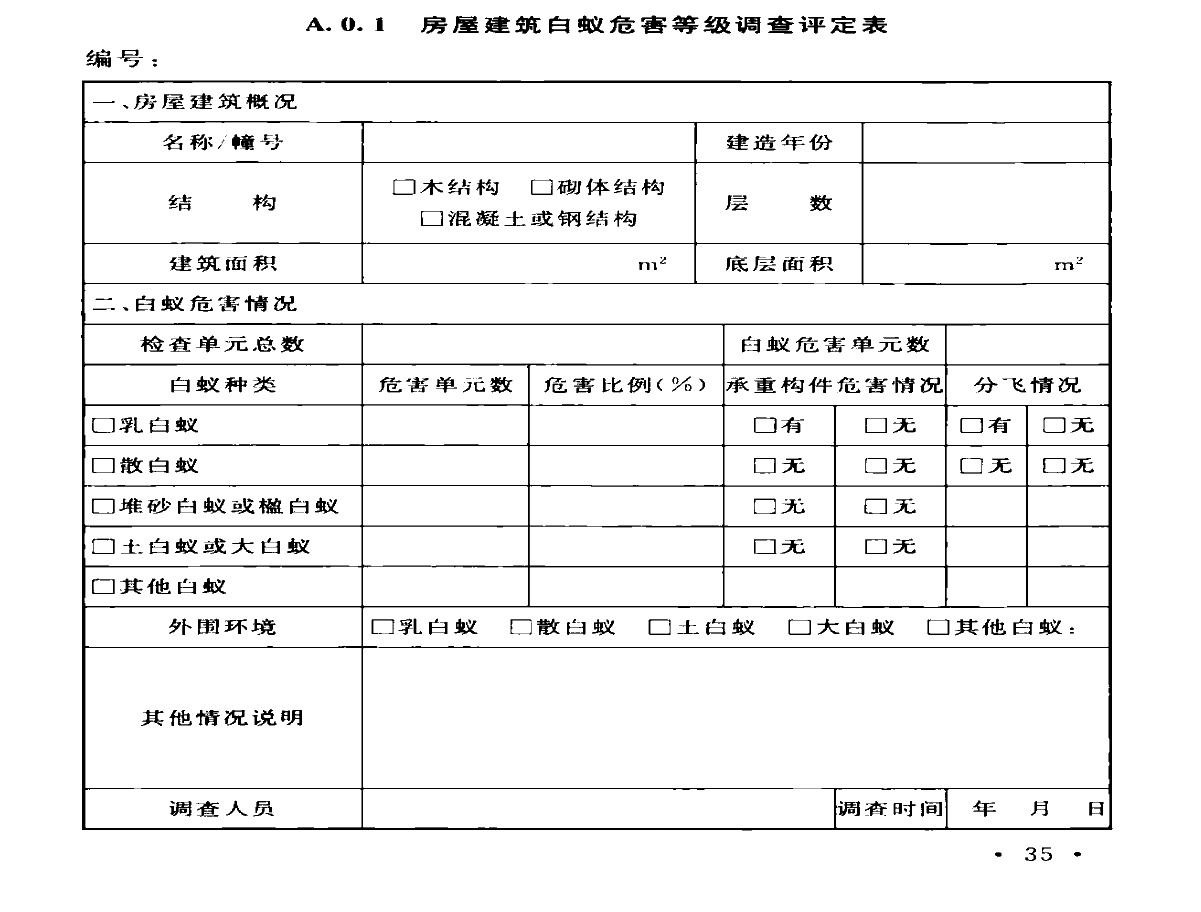 A.0.1 房屋建筑白蚁危害等级调查评定表
编号：
一、房屋建筑概况
名称/幢号 建造年份
结 构 □木结构 □砌体结构 □混凝土或钢结构 层 数
建筑面积 m² 底层面积 m²
二、白蚁危害情况
检查单元总数 白蚁危害单元数
白蚁种类 危害单元数 危害比例(%) 承重构件危害情况 分飞情况
□乳白蚁 □有 □无 □有 □无
□散白蚁 □无 □无 □无 □无
□堆砂白蚁或楹白蚁 □无 □无
□土白蚁或大白蚁 □无 □无
□其他白蚁
外围环境 □乳白蚁 □散白蚁 □土白蚁 □大白蚁 □其他白蚁：
其他情况说明
调查人员 调查时间 年 月 日
· 35 ·